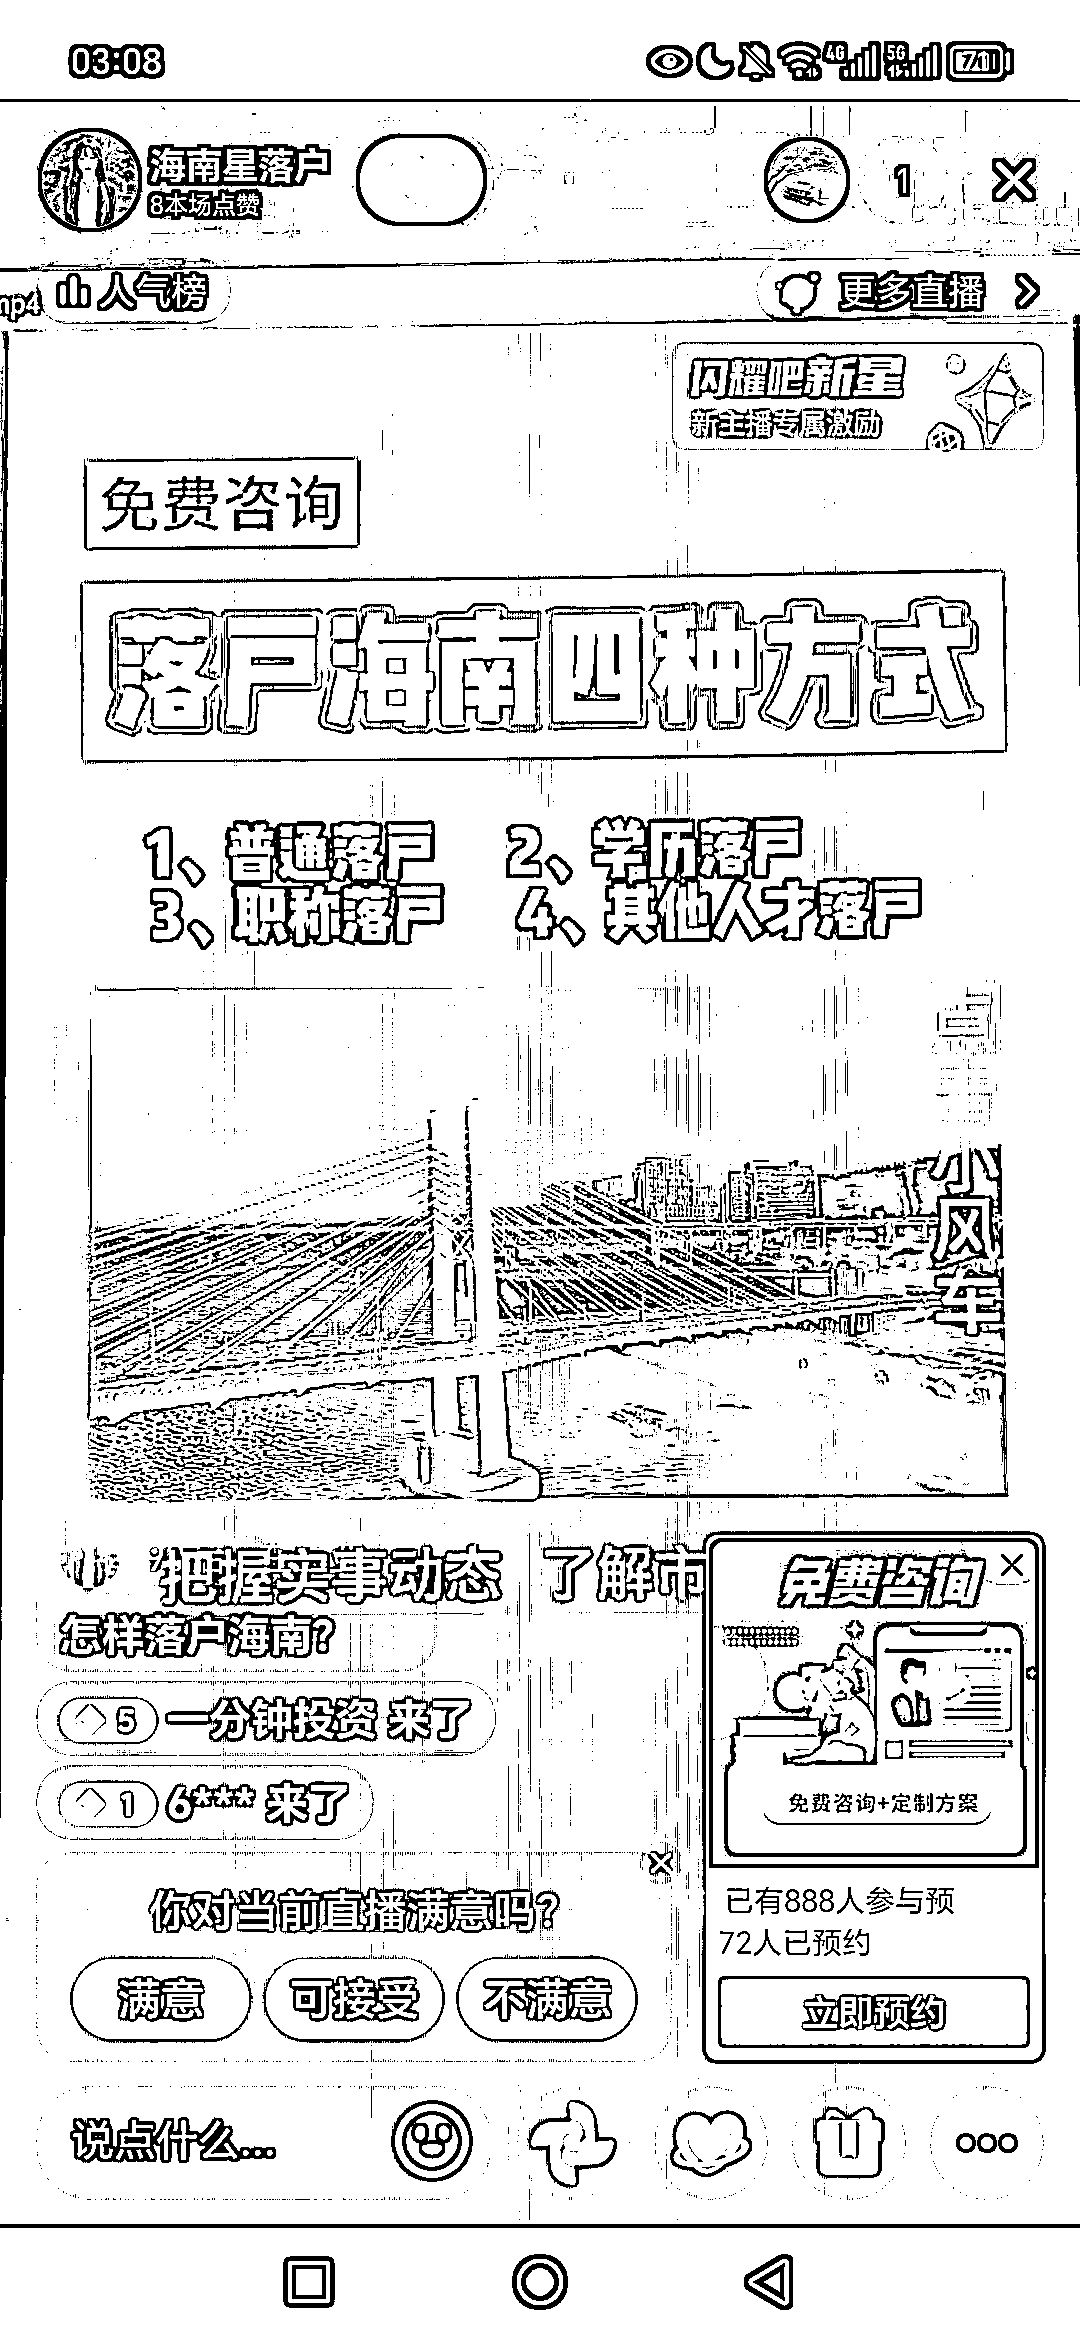 03:08
4G
5G
71
海南星落户
8本场点赞
1
mp4
人气榜
更多直播
闪耀吧新星
新主播专属激励
免费咨询
落户海南四种方式
1、普通落户 2、学历落户
3、职称落户 4、其他人才落户
点击
小风车
把握实事动态 了解市
怎样落户海南?
5 一分钟投资 来了
1 6*** 来了
你对当前直播满意吗?
满意 可接受 不满意
免费咨询
免费咨询+定制方案
已有888人参与预
72人已预约
立即预约
说点什么...